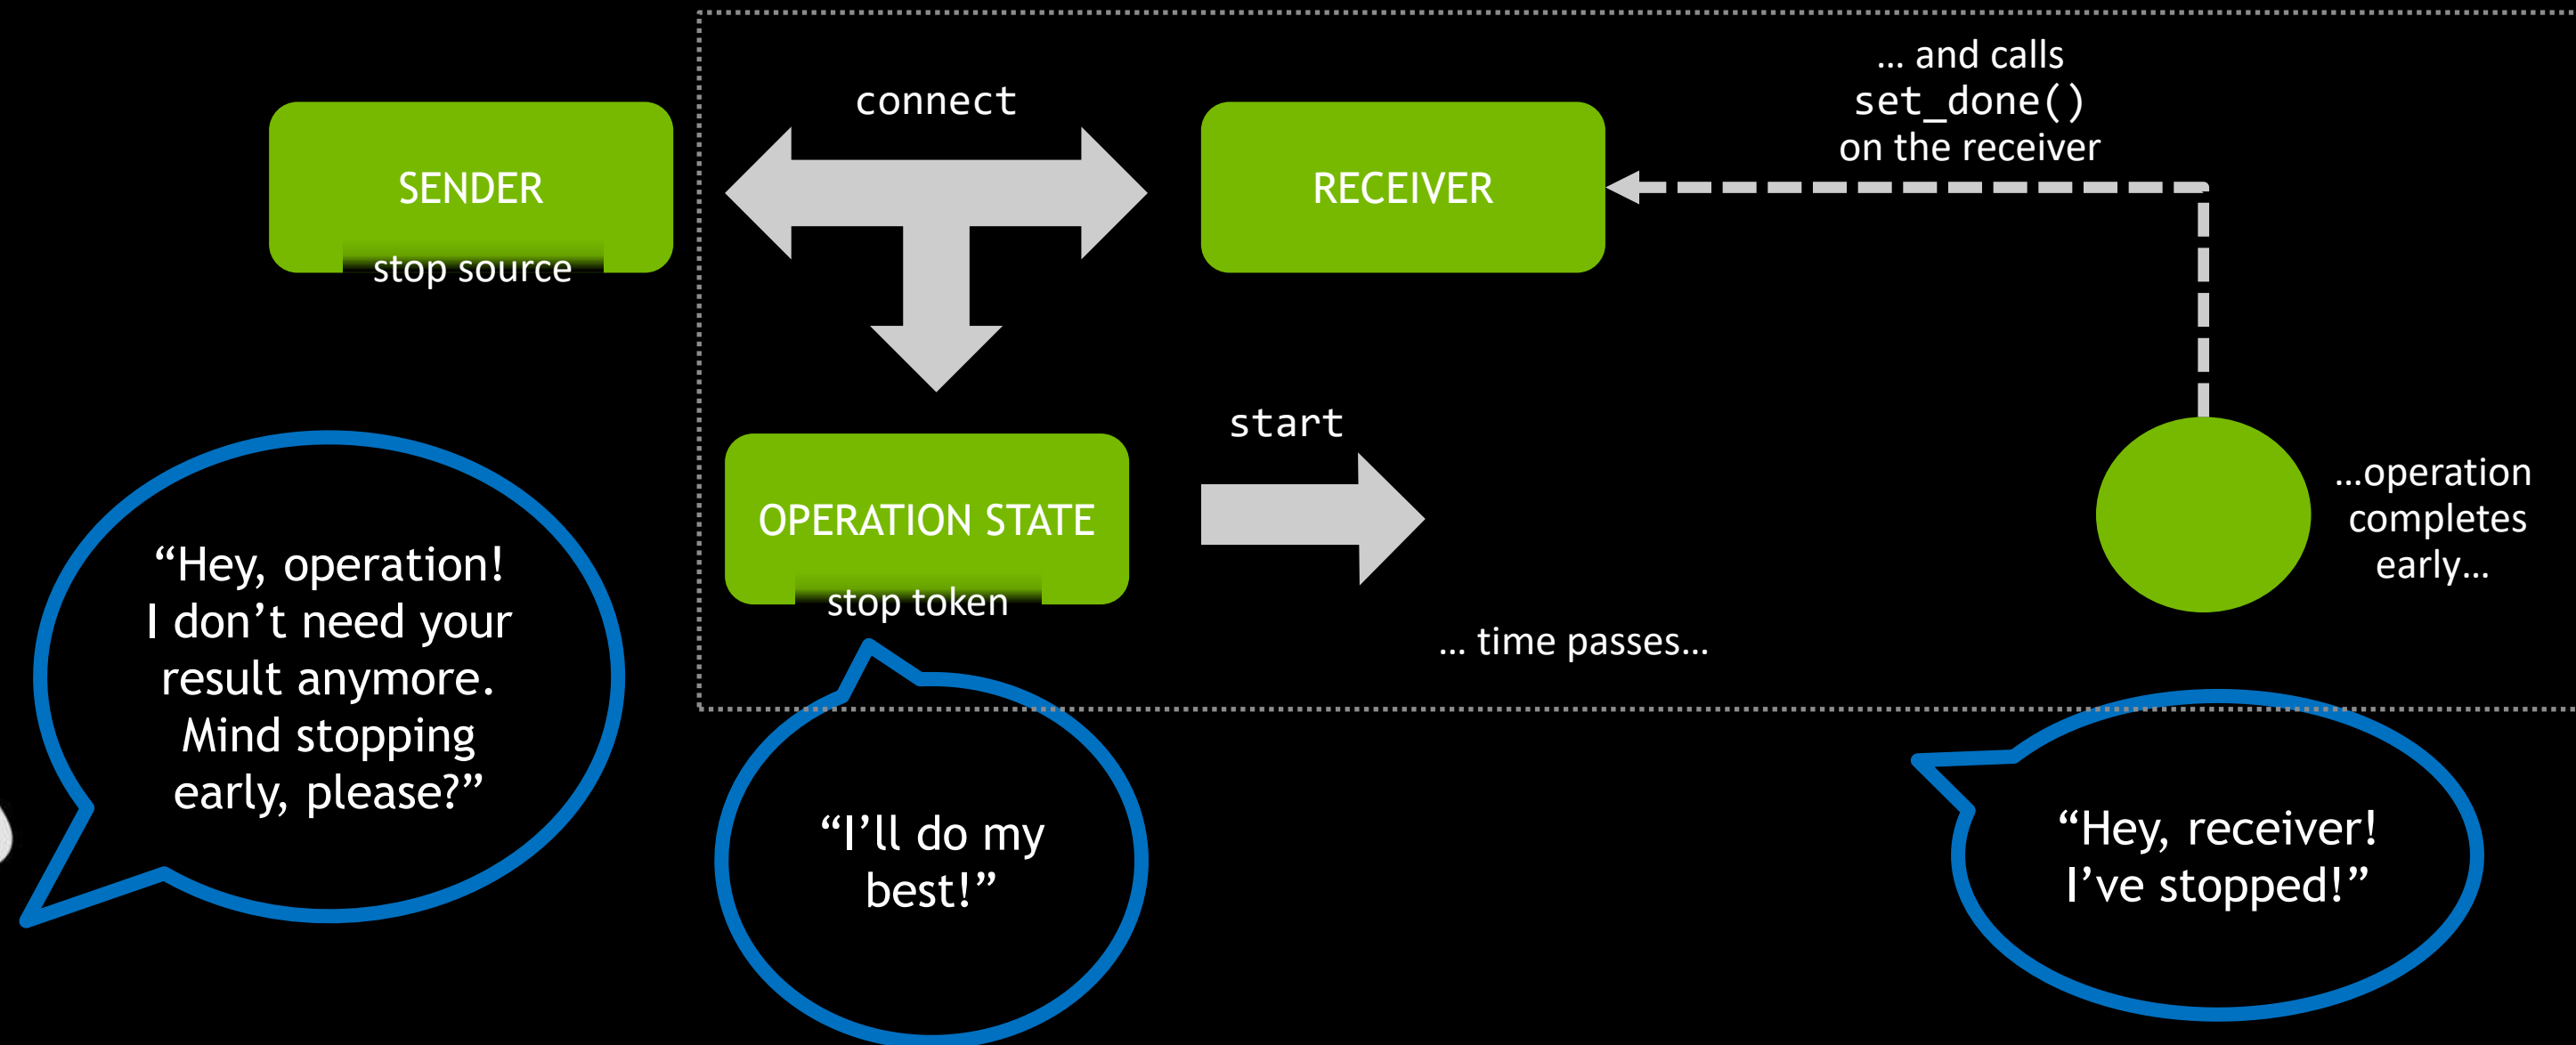 connect
… and calls
set_done()
on the receiver
SENDER
RECEIVER
stop source
start
OPERATION STATE
…operation
completes
early…
stop token
… time passes…
“Hey, operation!
I don’t need your
result anymore.
Mind stopping
early, please?”
“I’ll do my
best!”
“Hey, receiver!
I’ve stopped!”